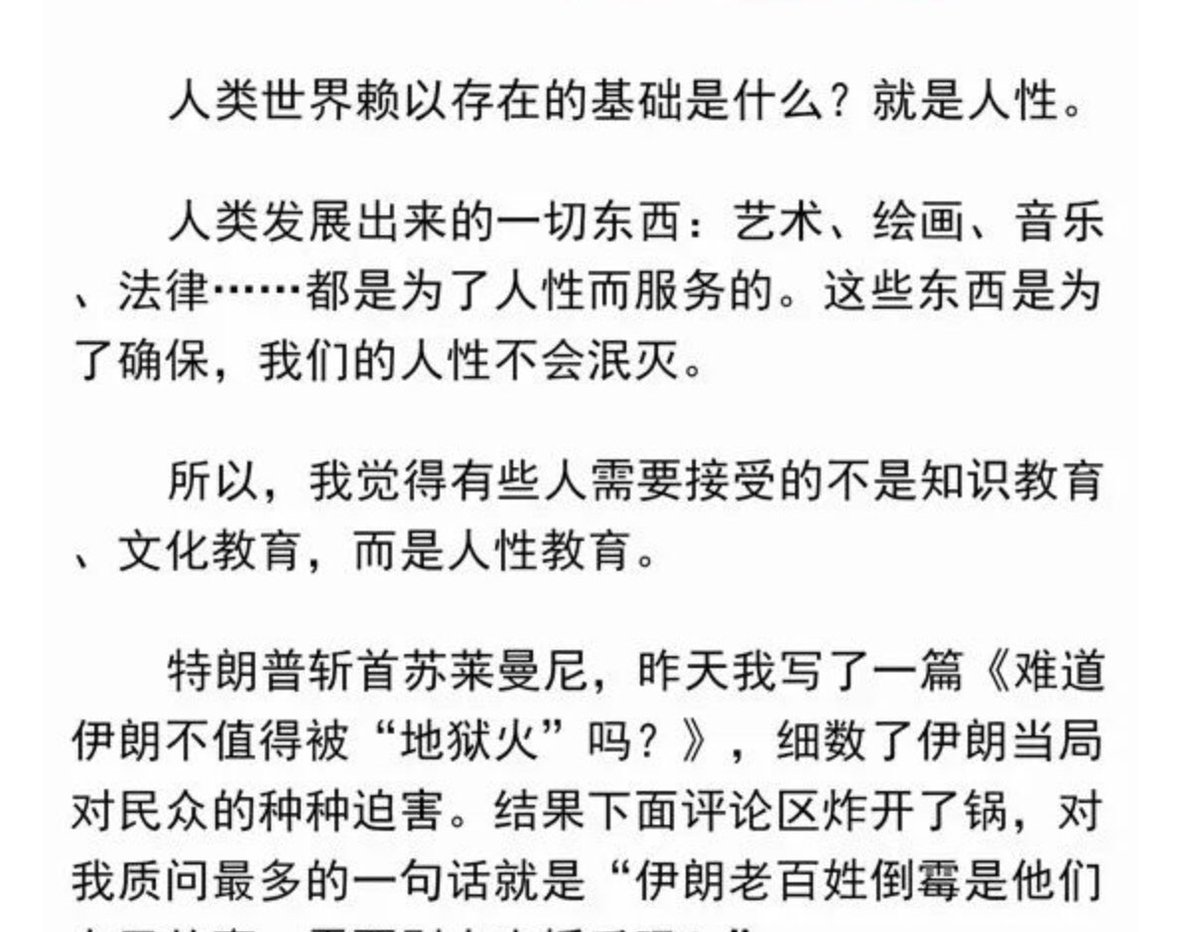 人类世界赖以存在的基础是什么？就是人性。
人类发展出来的一切东西：艺术、绘画、音乐
、法律……都是为了人性而服务的。这些东西是为
了确保，我们的人性不会泯灭。
所以，我觉得有些人需要接受的不是知识教育
、文化教育，而是人性教育。
特朗普斩首苏莱曼尼，昨天我写了一篇《难道
伊朗不值得被“地狱火”吗？》，细数了伊朗当局
对民众的种种迫害。结果下面评论区炸开了锅，对
我质问最多的一句话就是“伊朗老百姓倒霉是他们